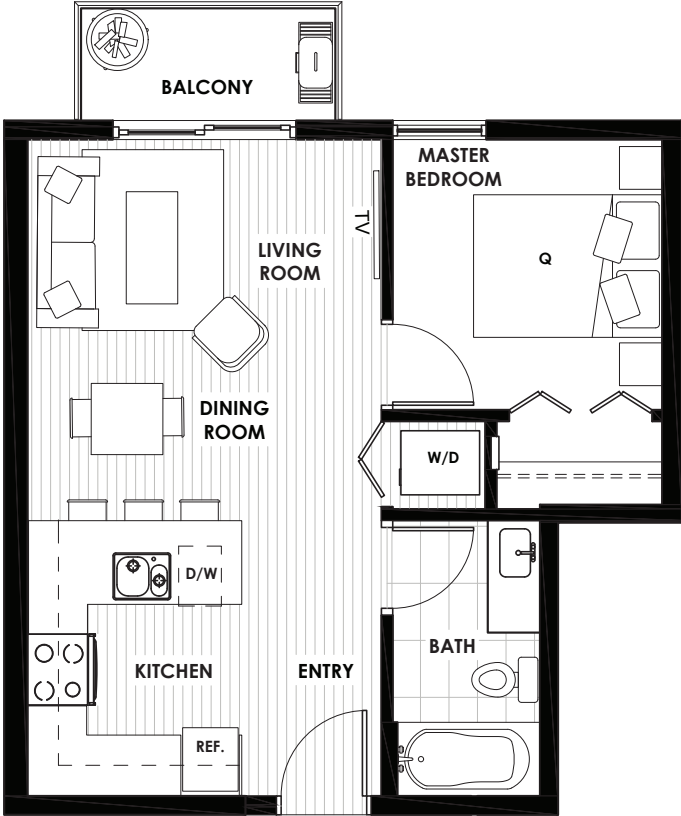 BALCONY
MASTER
BEDROOM
TV
LIVING
ROOM
Q
DINING
ROOM
W/D
D/W
BATH
KITCHEN
ENTRY
REF.